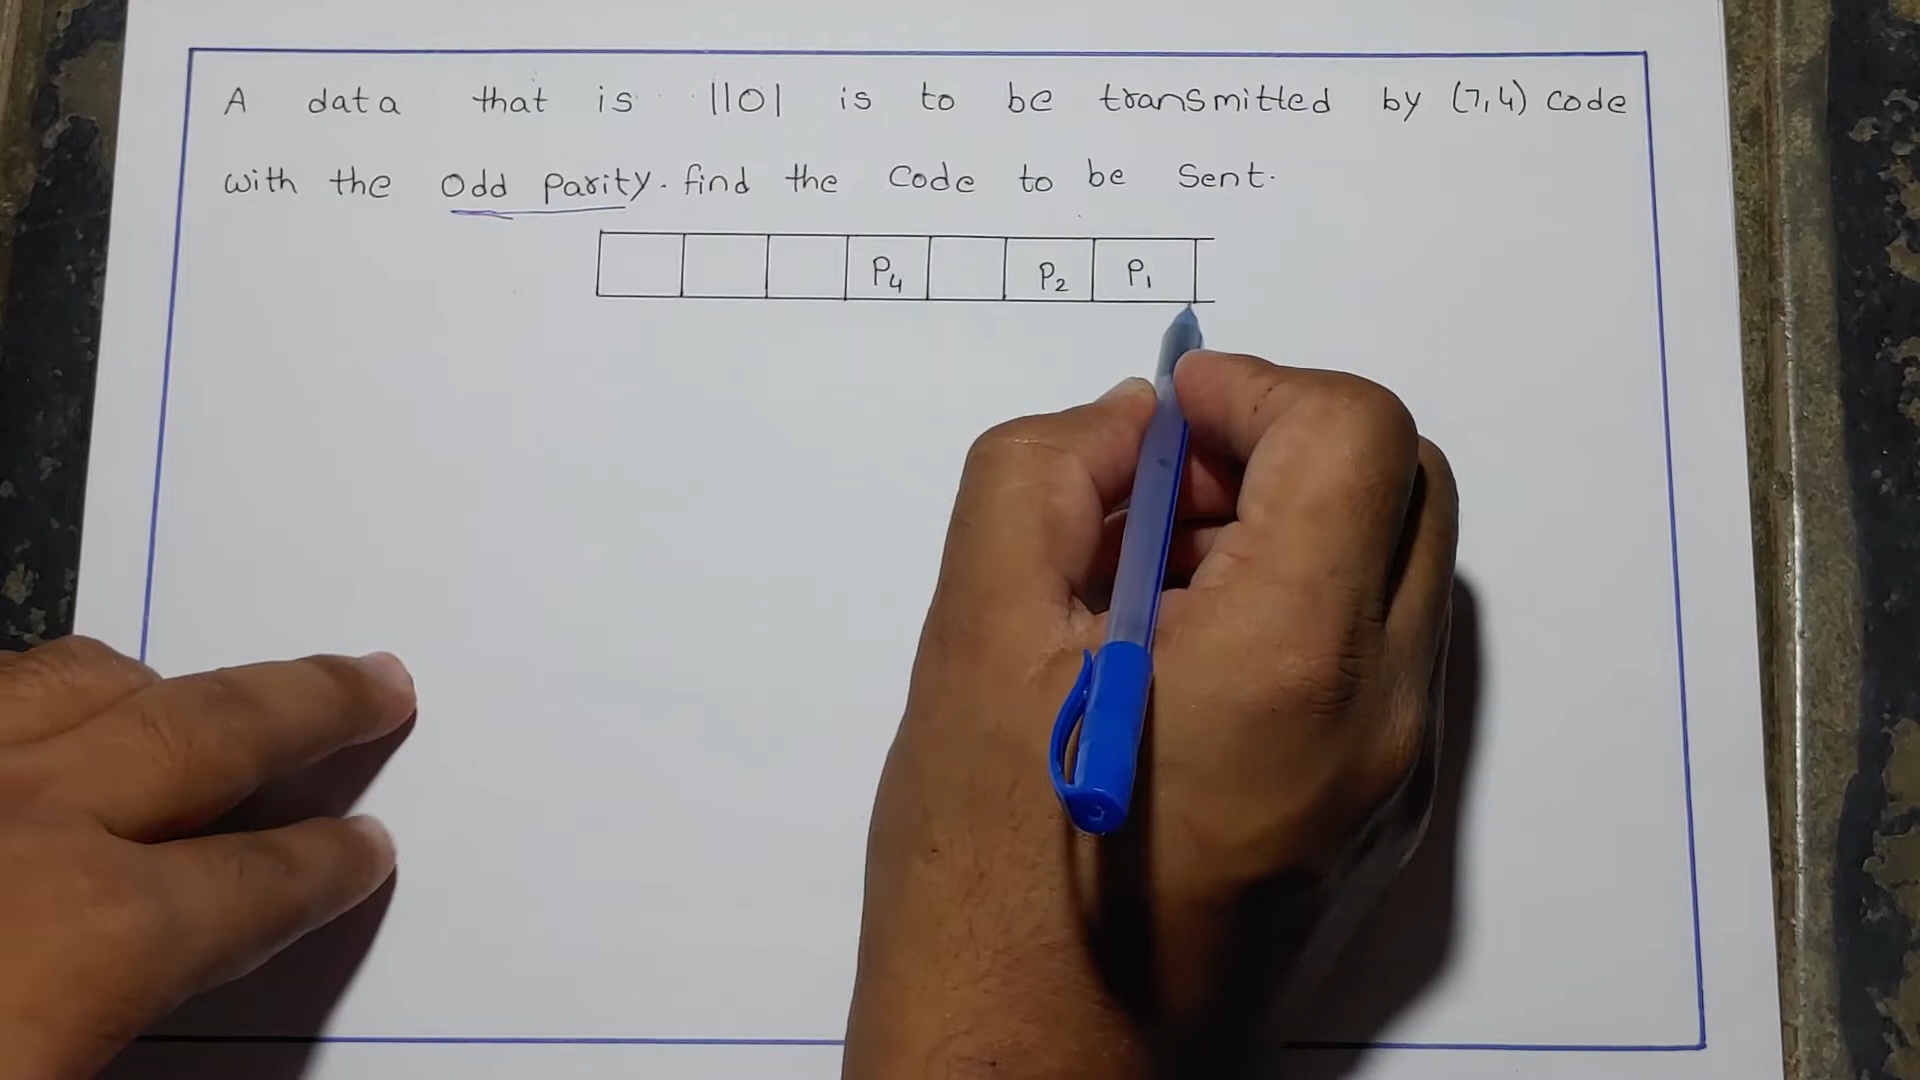 A data that is 1101 is to be transmitted by (7,4) code
with the odd parity. find the Code to be Sent.
P4 P2 P1